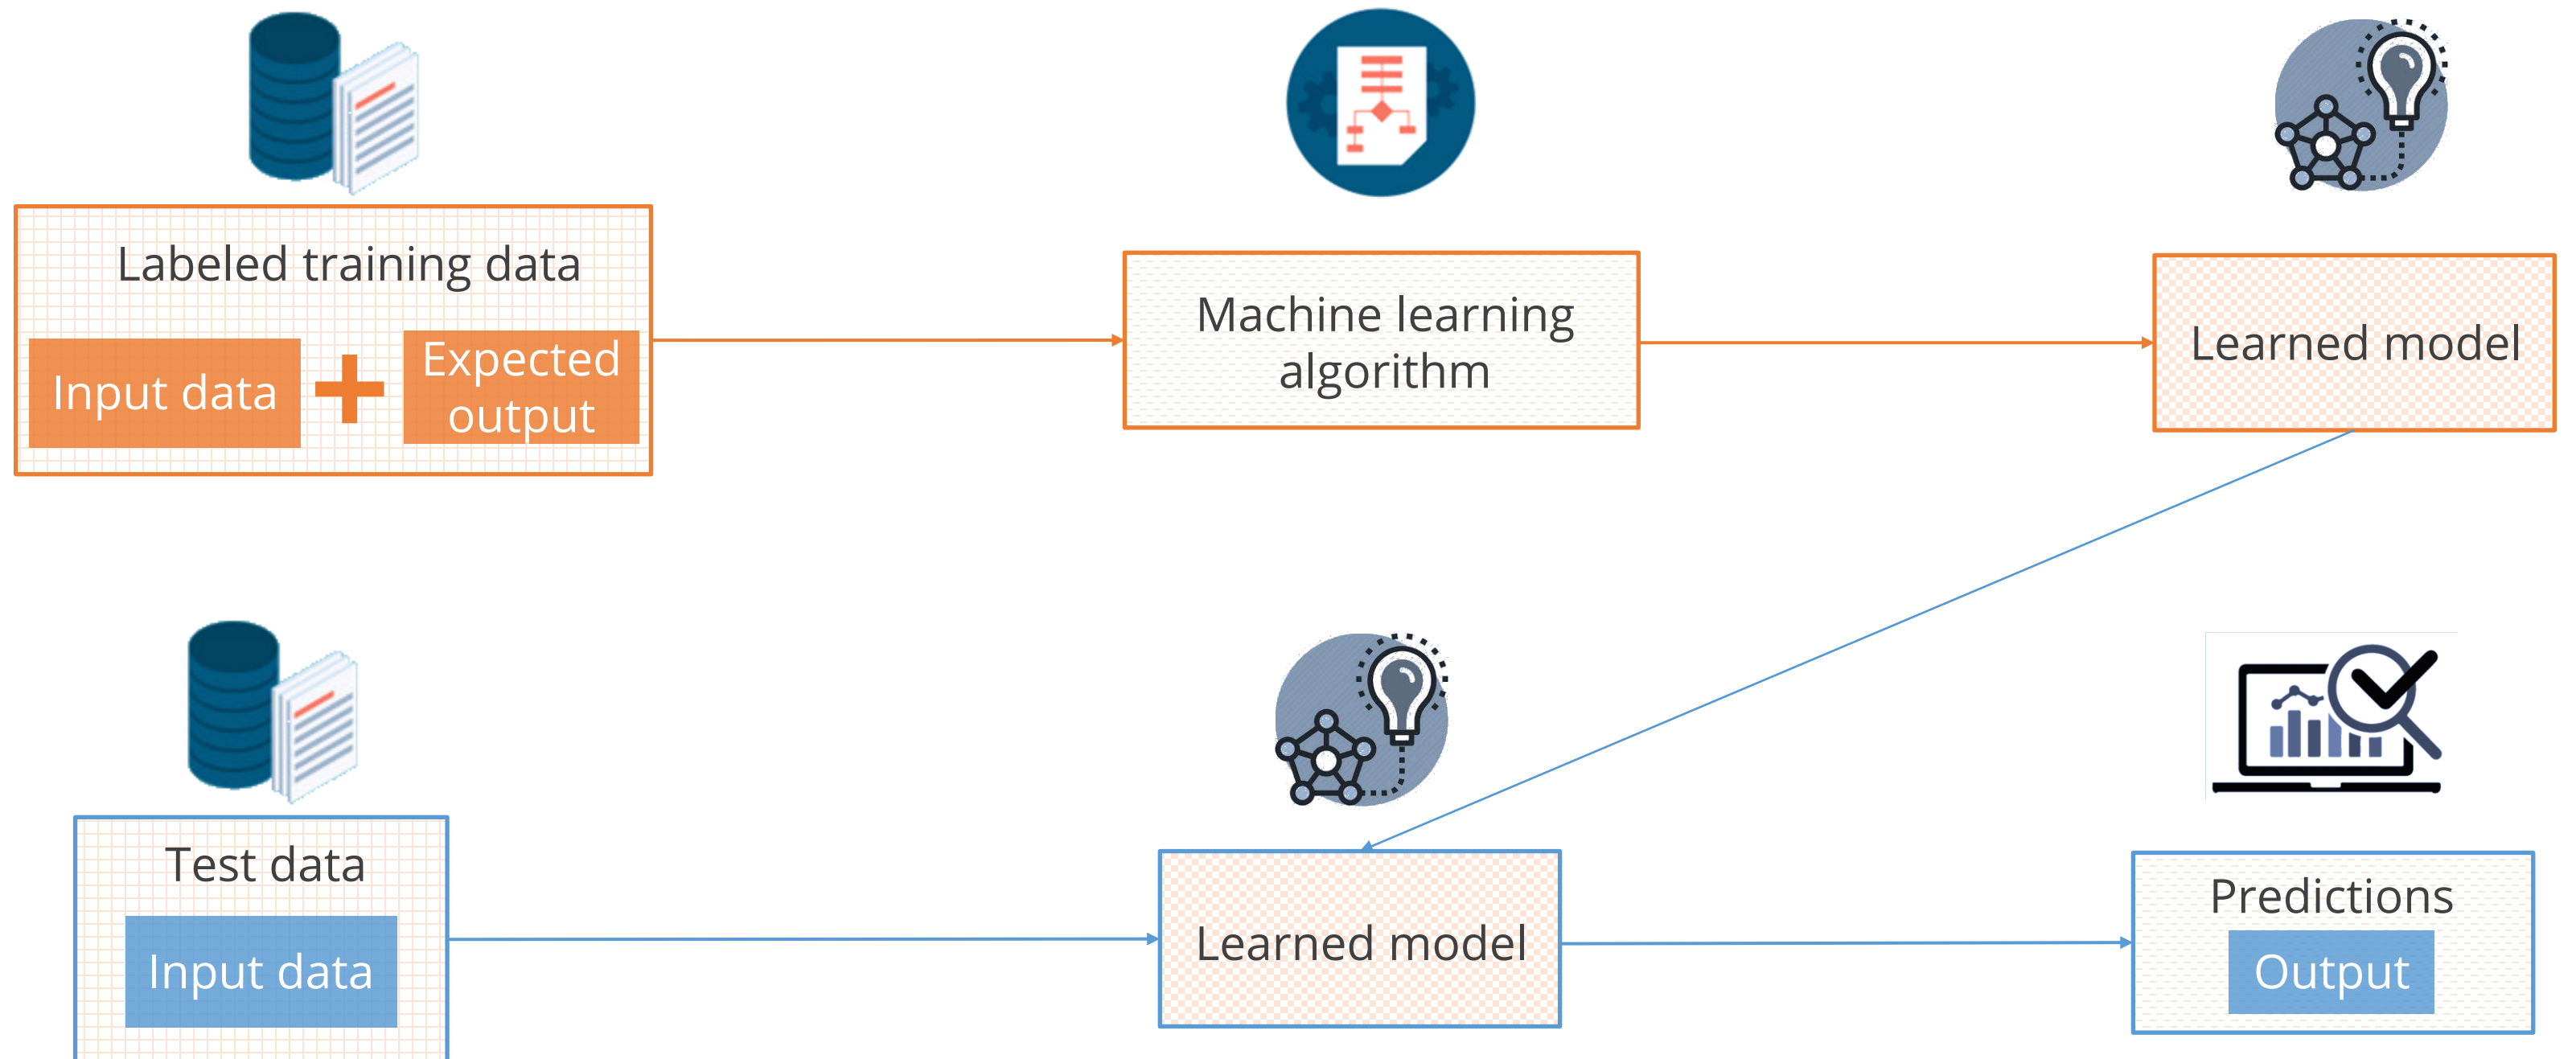 Labeled training data
Input data
Expected
output
Machine learning
algorithm
Learned model
Test data
Input data
Learned model
Predictions
Output